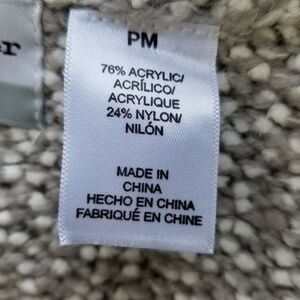 PM
76% ACRYLIC/
ACRÍLICO/
ACRYLIQUE
24% NYLON/
NILÓN
MADE IN
CHINA
HECHO EN CHINA
FABRIQUÉ EN CHINE